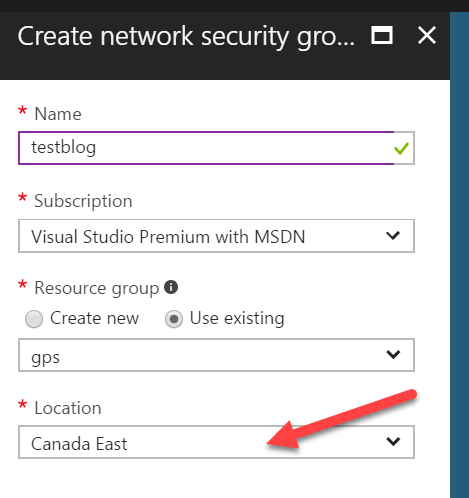 Create network security gro...
* Name
testblog
* Subscription
Visual Studio Premium with MSDN
* Resource group i
Create new Use existing
gps
* Location
Canada East